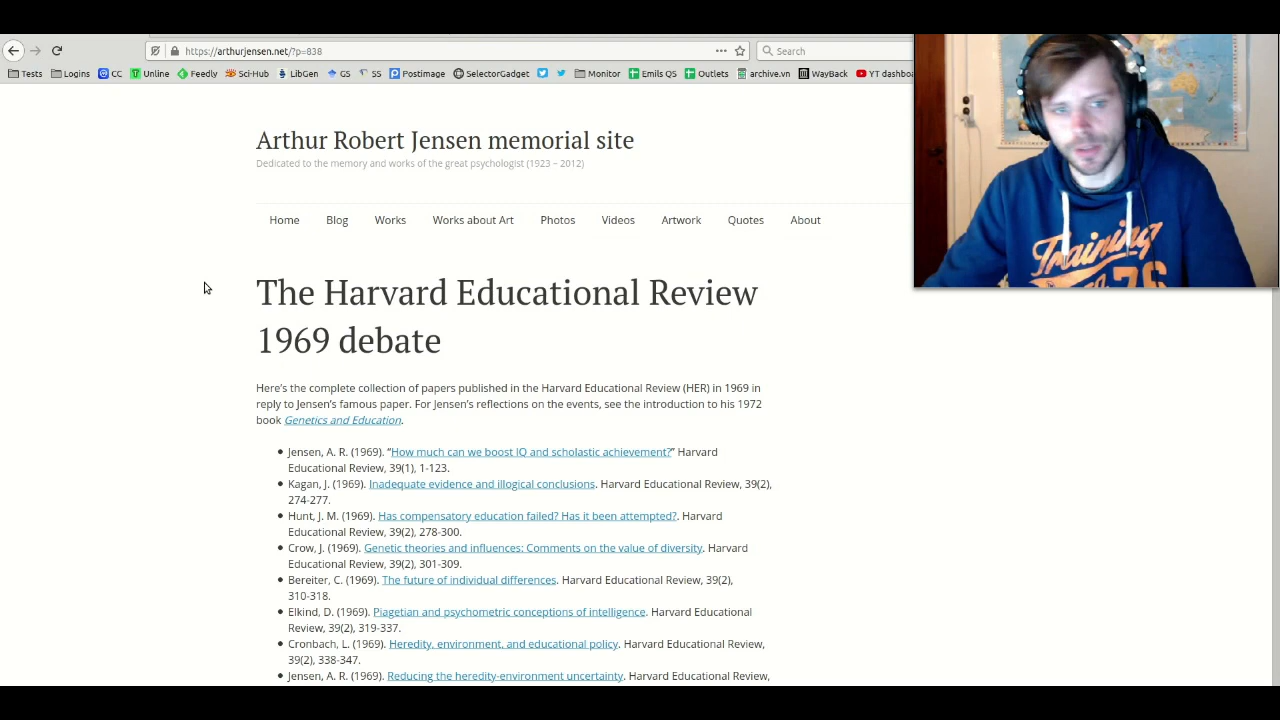 https://arthurjensen.net/?p=838
Search
Tests Logins CC Unline Feedly Sci-Hub LibGen GS SS Postimage SelectorGadget Monitor Emils QS Outlets archive.vn WayBack YT dashboa
Arthur Robert Jensen memorial site
Dedicated to the memory and works of the great psychologist (1923 – 2012)
Home Blog Works Works about Art Photos Videos Artwork Quotes About
The Harvard Educational Review
1969 debate
Here's the complete collection of papers published in the Harvard Educational Review (HER) in 1969 in
reply to Jensen's famous paper. For Jensen's reflections on the events, see the introduction to his 1972
book Genetics and Education.
Jensen, A. R. (1969). “How much can we boost IQ and scholastic achievement?” Harvard
Educational Review, 39(1), 1-123.
Kagan, J. (1969). Inadequate evidence and illogical conclusions. Harvard Educational Review, 39(2),
274-277.
Hunt, J. M. (1969). Has compensatory education failed? Has it been attempted?. Harvard
Educational Review, 39(2), 278-300.
Crow, J. (1969). Genetic theories and influences: Comments on the value of diversity. Harvard
Educational Review, 39(2), 301-309.
Bereiter, C. (1969). The future of individual differences. Harvard Educational Review, 39(2),
310-318.
Elkind, D. (1969). Piagetian and psychometric conceptions of intelligence. Harvard Educational
Review, 39(2), 319-337.
Cronbach, L. (1969). Heredity, environment, and educational policy. Harvard Educational Review,
39(2), 338-347.
Jensen, A. R. (1969). Reducing the heredity-environment uncertainty. Harvard Educational Review,
Training
76